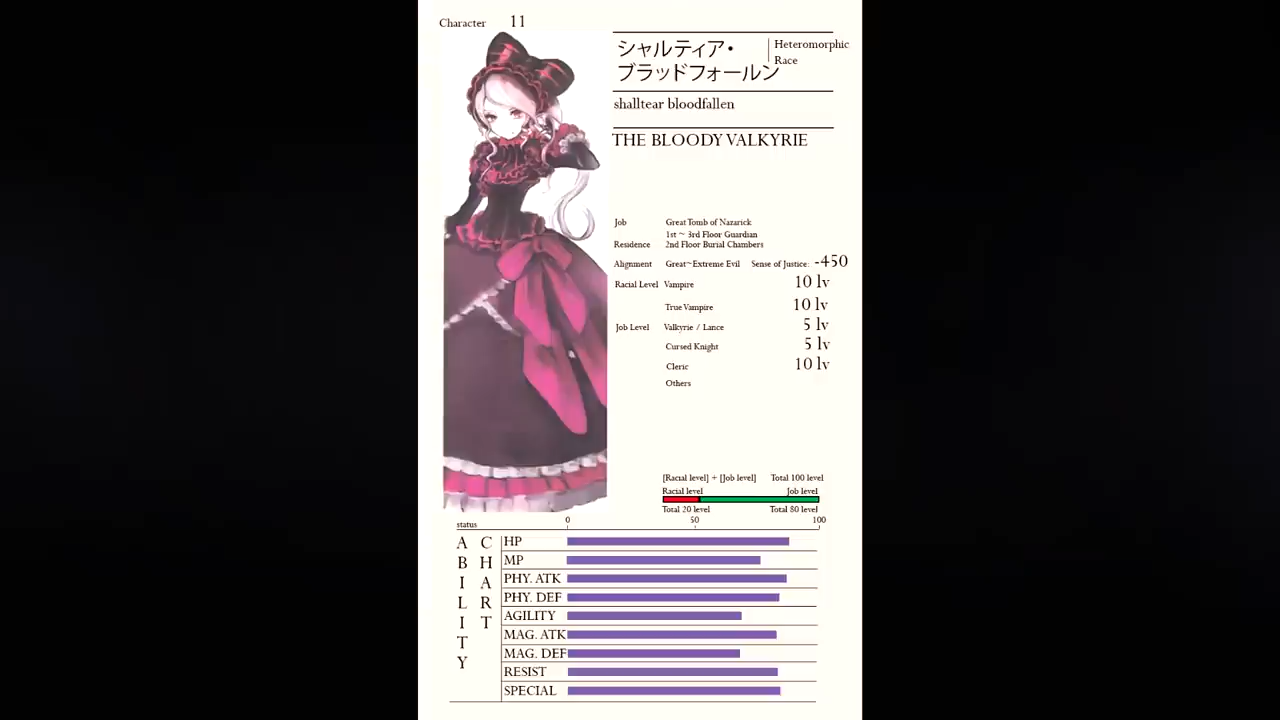 Character 11
シャルティア・
ブラッドフォールン
Heteromorphic
Race
shalltear bloodfallen
THE BLOODY VALKYRIE
Job Great Tomb of Nazarick
1st ~ 3rd Floor Guardian
Residence 2nd Floor Burial Chambers
Alignment Great~Extreme Evil Sense of Justice: -450
Racial Level Vampire 10 lv
True Vampire 10 lv
Job Level Valkyrie / Lance 5 lv
Cursed Knight 5 lv
Cleric 10 lv
Others
[Racial level] + [Job level] Total 100 level
Racial level Job level
Total 20 level Total 80 level
status 0 50 100
ABILITY
CHART
HP
MP
PHY. ATK
PHY. DEF
AGILITY
MAG. ATK
MAG. DEF
RESIST
SPECIAL